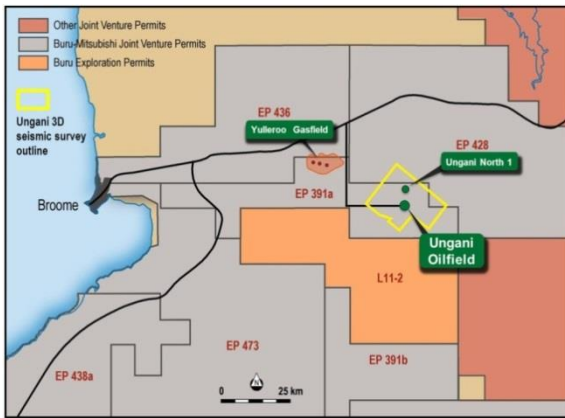 Other Joint Venture Permits
Buru-Mitsubishi Joint Venture Permits
Buru Exploration Permits
Ungani 3D
seismic survey
outline
EP 436
Yulleroo Gasfield
EP 428
Ungani North 1
Broome
EP 391a
Ungani
Oilfield
L11-2
EP 473
EP 391b
EP 438a
N
0 25 km